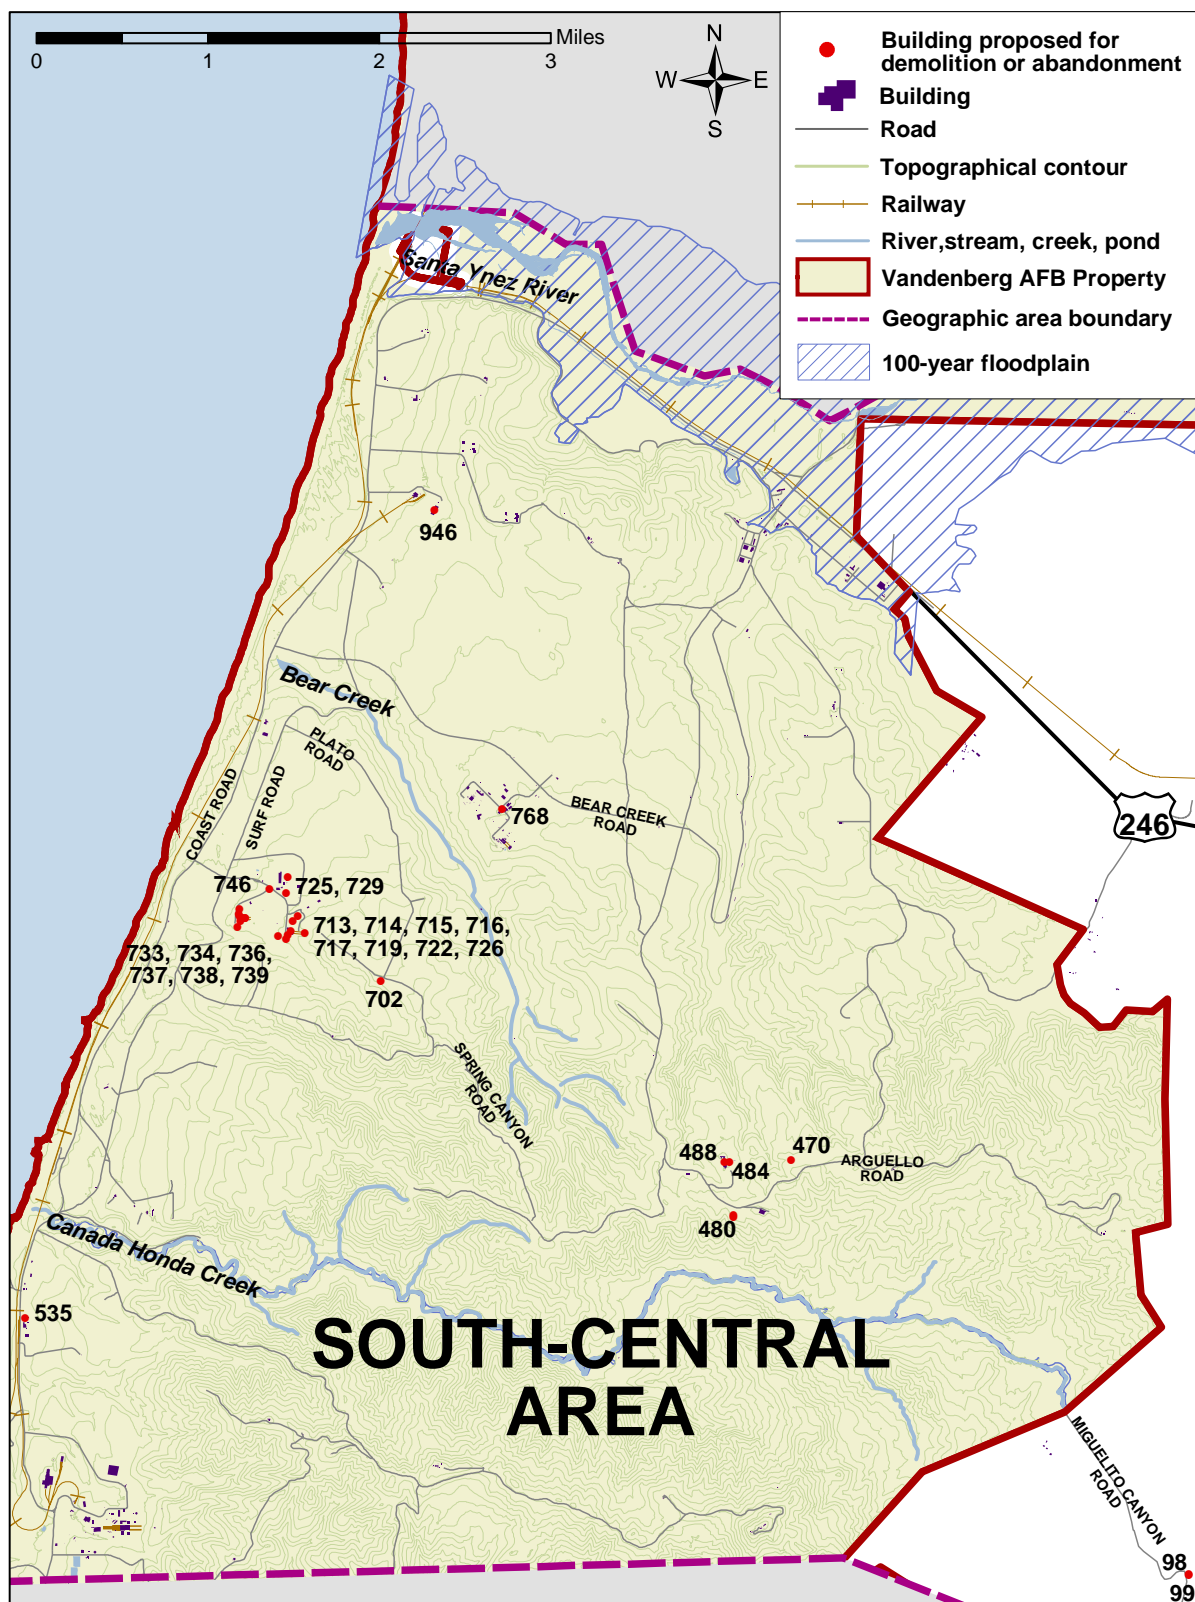 Miles
0 1 2 3
N
W E
S
Building proposed for
demolition or abandonment
Building
Road
Topographical contour
Railway
River,stream, creek, pond
Vandenberg AFB Property
Geographic area boundary
100-year floodplain
Santa Ynez River
946
Bear Creek
PLATO
ROAD
COAST ROAD
SURF ROAD
768
BEAR CREEK
ROAD
246
746
725, 729
713, 714, 715, 716,
717, 719, 722, 726
733, 734, 736,
737, 738, 739
702
SPRING CANYON
ROAD
488
484
470
ARGUELLO
ROAD
480
Canada Honda Creek
535
SOUTH-CENTRAL
AREA
MIGUELITO CANYON
ROAD
98
99